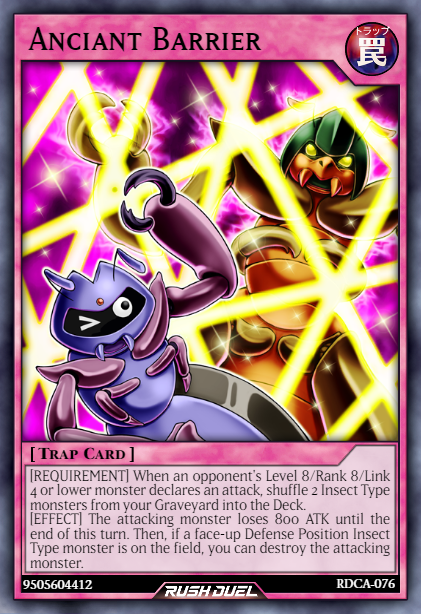 Anciant Barrier
トラップ
罠
[Trap Card]
[REQUIREMENT] When an opponent's Level 8/Rank 8/Link
4 or lower monster declares an attack, shuffle 2 Insect Type
monsters from your Graveyard into the Deck.
[EFFECT] The attacking monster loses 800 ATK until the
end of this turn. Then, if a face-up Defense Position Insect
Type monster is on the field, you can destroy the attacking
monster.
9505604412
RUSH DUEL
RDCA-076